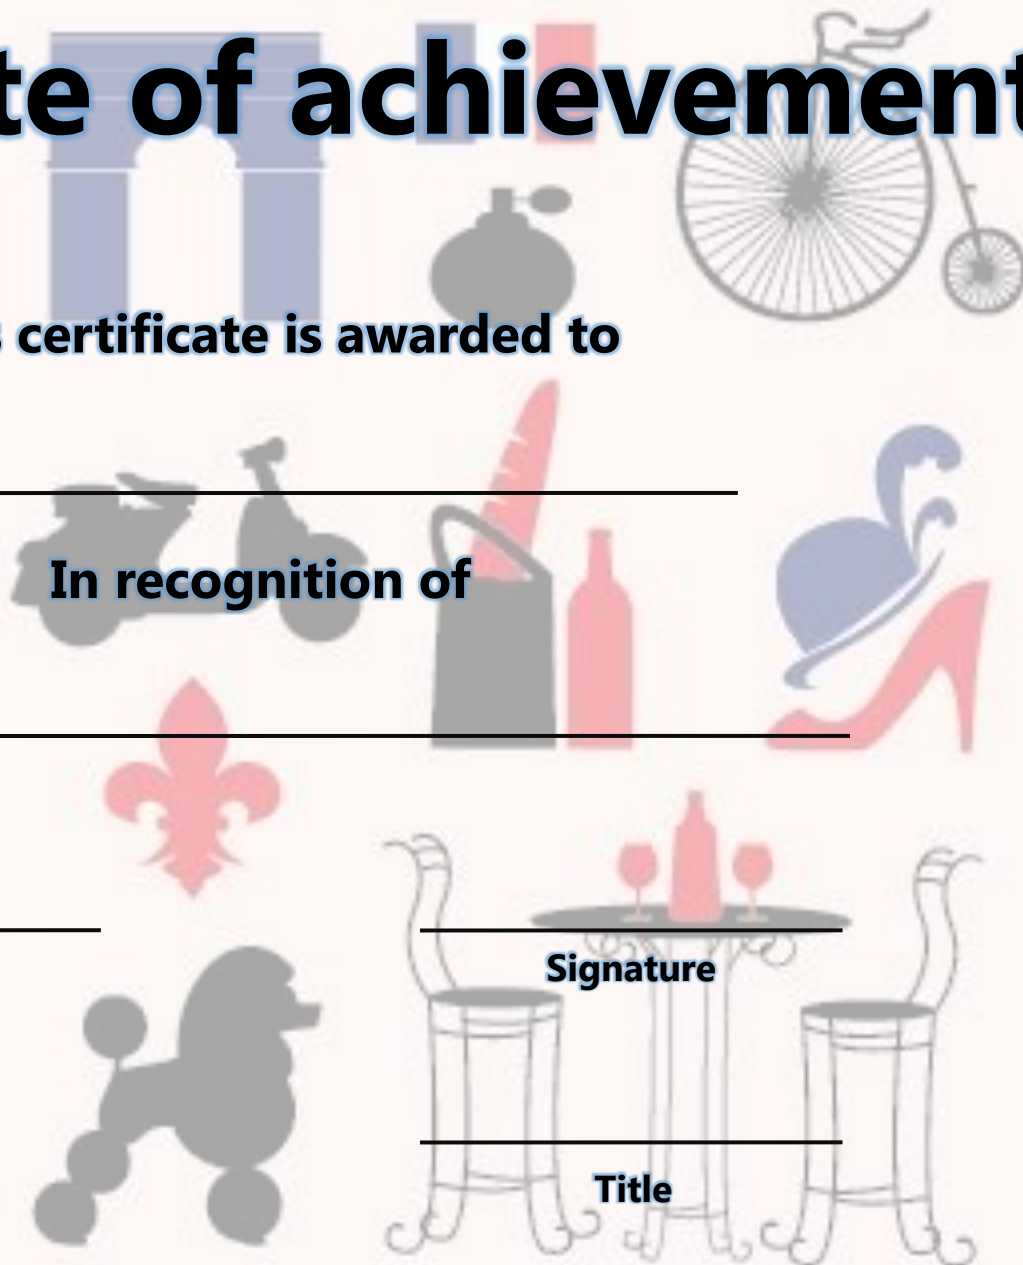 te of achievement
s certificate is awarded to
In recognition of
Signature
Title